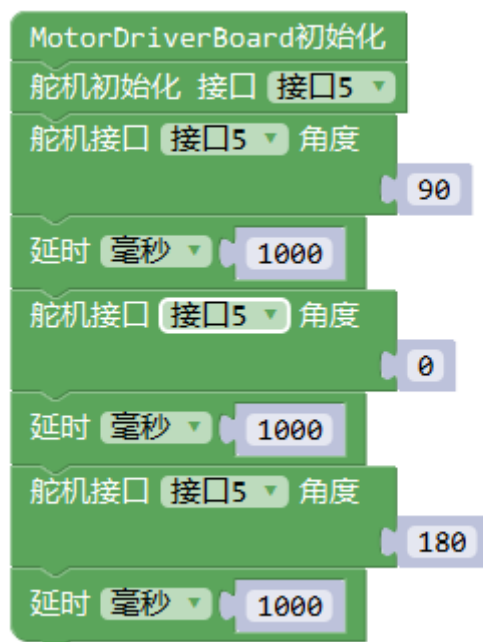 MotorDriverBoard初始化
舵机初始化 接口 接口5
舵机接口 接口5 角度
90
延时 毫秒 1000
舵机接口 接口5 角度
0
延时 毫秒 1000
舵机接口 接口5 角度
180
延时 毫秒 1000